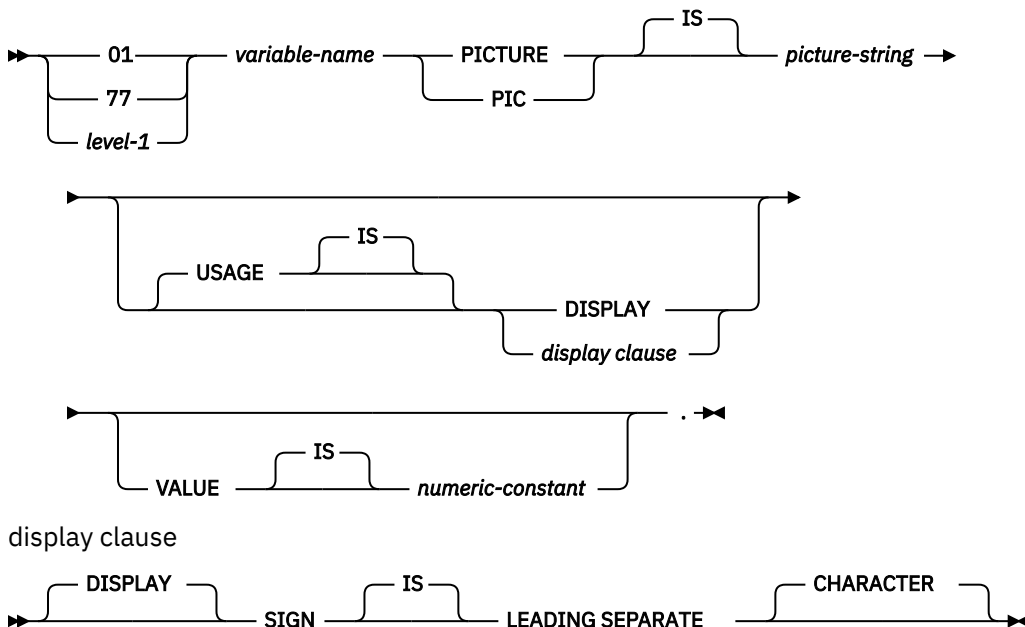 IS
01 variable-name PICTURE picture-string
77 PIC
level-1
IS
USAGE
DISPLAY
display clause
.
IS
VALUE numeric-constant
display clause
DISPLAY IS CHARACTER
SIGN LEADING SEPARATE